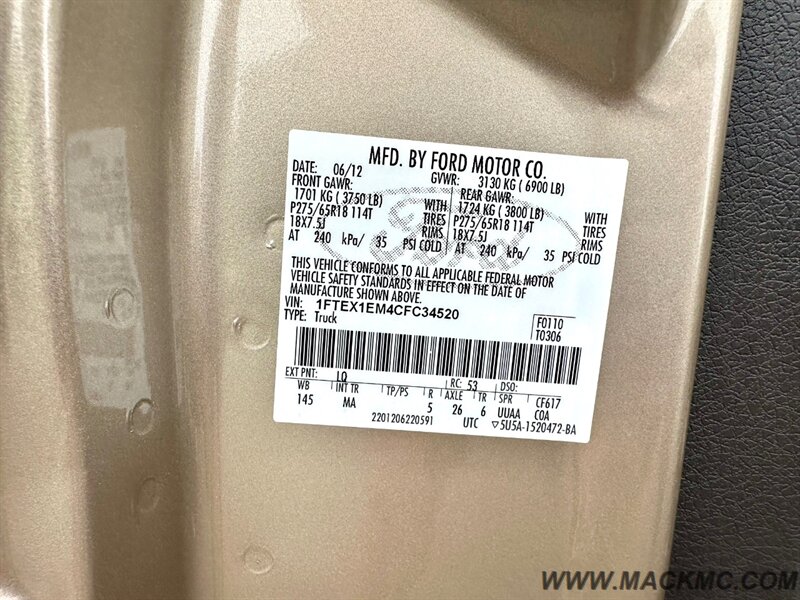 MFD. BY FORD MOTOR CO.
DATE: 06/12 GVWR: 3130 KG ( 6900 LB)
FRONT GAWR: REAR GAWR:
1701 KG ( 3750 LB) WITH 1724 KG ( 3800 LB) WITH
P275/65R18 114T TIRES P275/65R18 114T TIRES
18X7.5J RIMS 18X7.5J RIMS
AT 240 kPa/ 35 PSI COLD AT 240 kPa/ 35 PSI COLD
Ford
THIS VEHICLE CONFORMS TO ALL APPLICABLE FEDERAL MOTOR
VEHICLE SAFETY STANDARDS IN EFFECT ON THE DATE OF
MANUFACTURE SHOWN ABOVE.
VIN: 1FTEX1EM4CFC34520
TYPE: Truck
F0110
T0306
EXT PNT: LQ RC: 53 DSO:
WB INT TR TP/PS R AXLE TR SPR CF617
145 MA 5 26 6 UUAA COA
2201206220591 UTC ▽5U5A-1520472-BA
WWW.MACKMC.COM